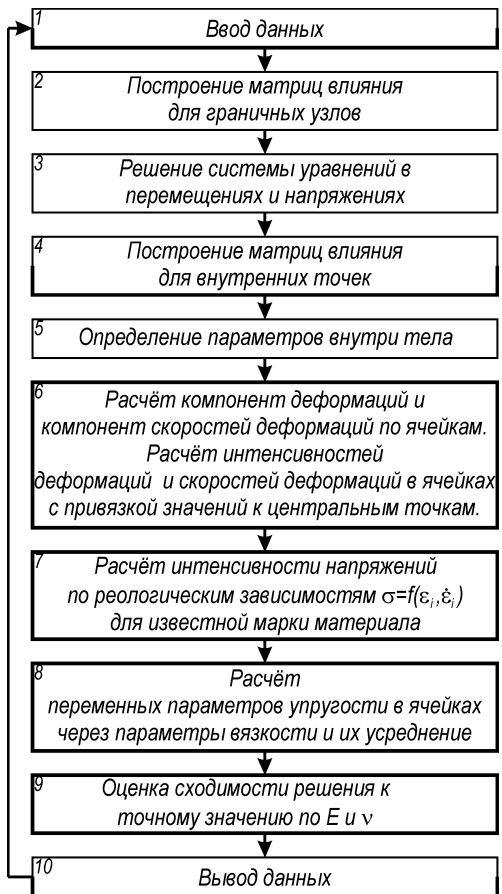 1
Ввод данных
2
Построение матриц влияния
для граничных узлов
3
Решение системы уравнений в
перемещениях и напряжениях
4
Построение матриц влияния
для внутренних точек
5
Определение параметров внутри тела
6
Расчёт компонент деформаций и
компонент скоростей деформаций по ячейкам.
Расчёт интенсивностей
деформаций и скоростей деформаций в ячейках
с привязкой значений к центральным точкам.
7
Расчёт интенсивности напряжений
по реологическим зависимостям σ=f(εᵢ,ε̇ᵢ)
для известной марки материала
8
Расчёт
переменных параметров упругости в ячейках
через параметры вязкости и их усреднение
9
Оценка сходимости решения к
точному значению по E и ν
10
Вывод данных